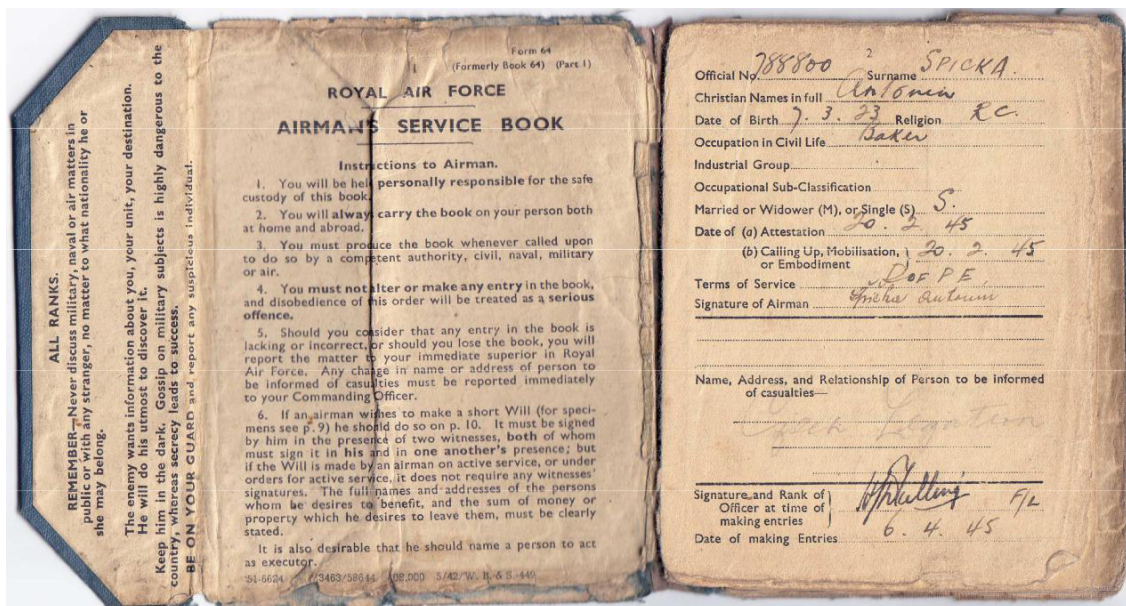 ALL RANKS.
REMEMBER—Never discuss military, naval or air matters in
public or with any stranger, no matter to what nationality he or
she may belong.
The enemy wants information about you, your unit, your destination.
He will do his utmost to discover it.
Keep him in the dark. Gossip on military subjects is highly dangerous to the
country, whereas secrecy leads to success.
BE ON YOUR GUARD and report any suspicious individual.
Form 64
(Formerly Book 64) (Part 1)
ROYAL AIR FORCE
AIRMAN'S SERVICE BOOK
Instructions to Airman.
1. You will be held personally responsible for the safe
custody of this book.
2. You will always carry the book on your person both
at home and abroad.
3. You must produce the book whenever called upon
to do so by a competent authority, civil, naval, military
or air.
4. You must not alter or make any entry in the book,
and disobedience of this order will be treated as a serious
offence.
5. Should you consider that any entry in the book is
lacking or incorrect, or should you lose the book, you will
report the matter to your immediate superior in Royal
Air Force. Any change in name or address of person to
be informed of casualties must be reported immediately
to your Commanding Officer.
6. If an airman wishes to make a short Will (for speci-
mens see p. 9) he should do so on p. 10. It must be signed
by him in the presence of two witnesses, both of whom
must sign it in his and in one another's presence; but
if the Will is made by an airman on active service, or under
orders for active service, it does not require any witnesses'
signatures. The full names and addresses of the persons
whom he desires to benefit, and the sum of money or
property which he desires to leave them, must be clearly
stated.
It is also desirable that he should name a person to act
as executor.
51-6624 /3463/58644 5/42/W. B. & S.-449
2
Official No. 788800 Surname SPICKA.
Christian Names in full Antonin
Date of Birth 7. 3. 23 Religion R.C.
Occupation in Civil Life Baker
Industrial Group
Occupational Sub-Classification
Married or Widower (M), or Single (S) S.
Date of (a) Attestation 20. 2. 45
(b) Calling Up, Mobilisation, or Embodiment 20. 2. 45
Terms of Service D of P.E.
Signature of Airman Spicka Antonin
Name, Address, and Relationship of Person to be informed
of casualties—
Czech Legation
Signature and Rank of
Officer at time of
making entries F/L
Date of making Entries 6. 4. 45